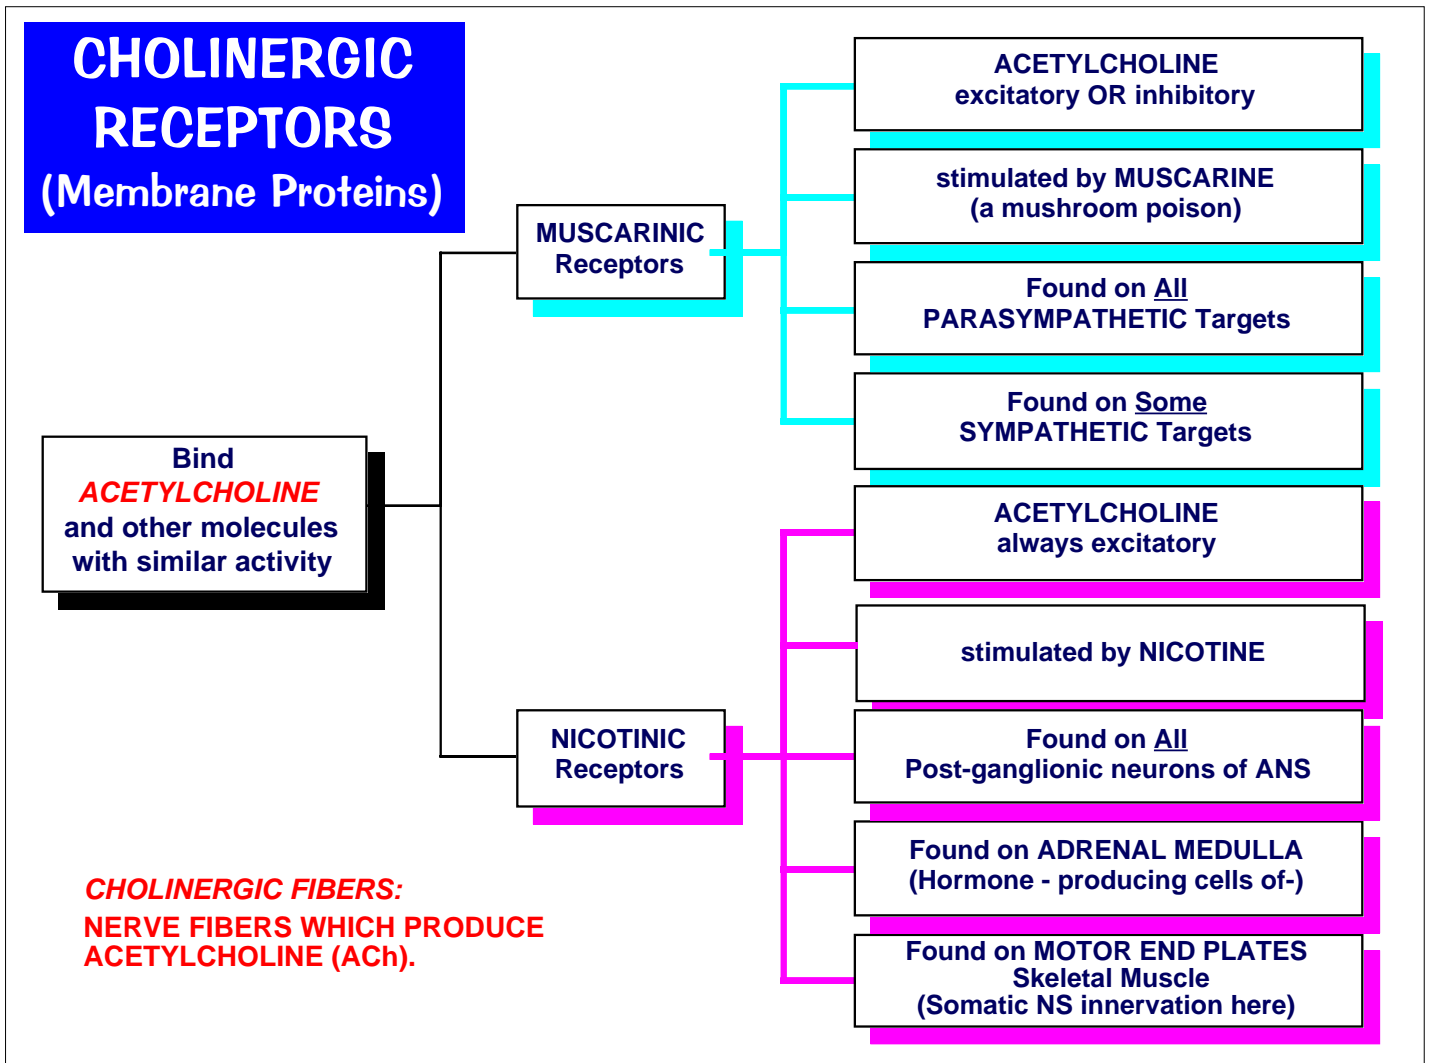 CHOLINERGIC
RECEPTORS
(Membrane Proteins)
Bind
ACETYLCHOLINE
and other molecules
with similar activity
MUSCARINIC
Receptors
ACETYLCHOLINE
excitatory OR inhibitory
stimulated by MUSCARINE
(a mushroom poison)
Found on All
PARASYMPATHETIC Targets
Found on Some
SYMPATHETIC Targets
NICOTINIC
Receptors
ACETYLCHOLINE
always excitatory
stimulated by NICOTINE
Found on All
Post-ganglionic neurons of ANS
Found on ADRENAL MEDULLA
(Hormone - producing cells of-)
Found on MOTOR END PLATES
Skeletal Muscle
(Somatic NS innervation here)
CHOLINERGIC FIBERS:
NERVE FIBERS WHICH PRODUCE
ACETYLCHOLINE (ACh).